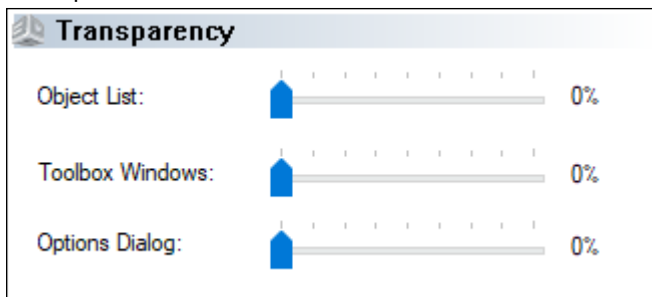 Transparency
Object List: 0%
Toolbox Windows: 0%
Options Dialog: 0%